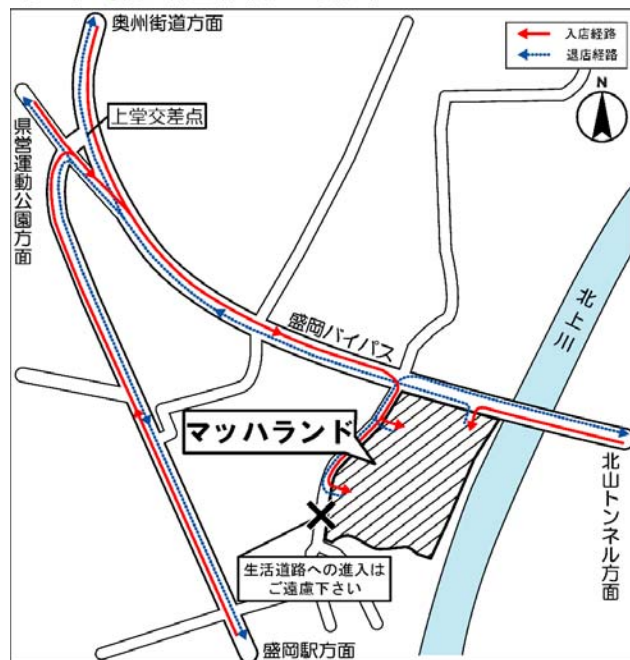 奥州街道方面
入店経路
退店経路
N
上堂交差点
県営運動公園方面
北上川
盛岡バイパス
マッハランド
北山トンネル方面
生活道路への進入は
ご遠慮下さい
盛岡駅方面